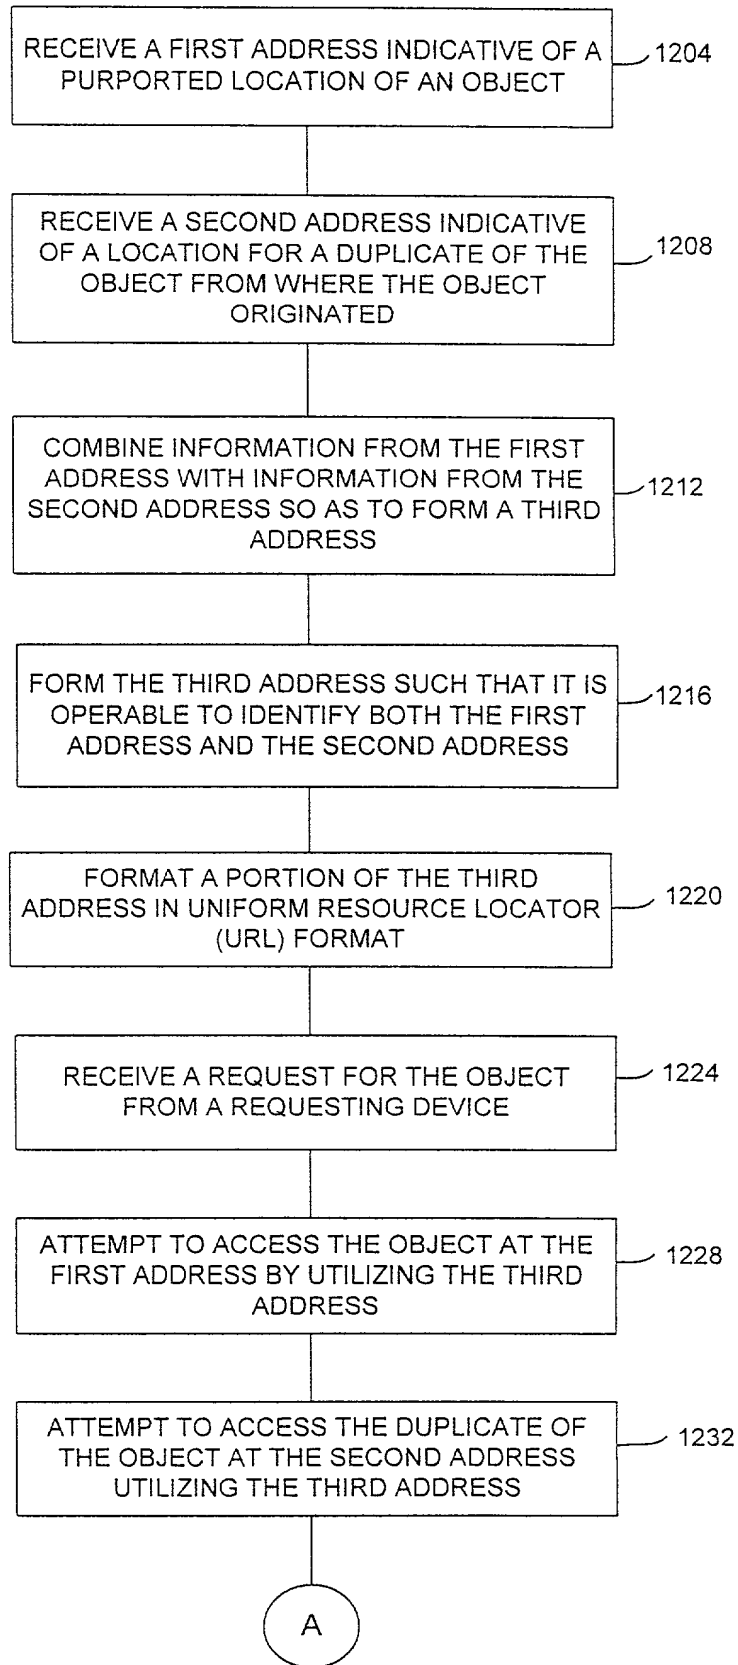 RECEIVE A FIRST ADDRESS INDICATIVE OF A
PURPORTED LOCATION OF AN OBJECT
1204
RECEIVE A SECOND ADDRESS INDICATIVE
OF A LOCATION FOR A DUPLICATE OF THE
OBJECT FROM WHERE THE OBJECT
ORIGINATED
1208
COMBINE INFORMATION FROM THE FIRST
ADDRESS WITH INFORMATION FROM THE
SECOND ADDRESS SO AS TO FORM A THIRD
ADDRESS
1212
FORM THE THIRD ADDRESS SUCH THAT IT IS
OPERABLE TO IDENTIFY BOTH THE FIRST
ADDRESS AND THE SECOND ADDRESS
1216
FORMAT A PORTION OF THE THIRD
ADDRESS IN UNIFORM RESOURCE LOCATOR
(URL) FORMAT
1220
RECEIVE A REQUEST FOR THE OBJECT
FROM A REQUESTING DEVICE
1224
ATTEMPT TO ACCESS THE OBJECT AT THE
FIRST ADDRESS BY UTILIZING THE THIRD
ADDRESS
1228
ATTEMPT TO ACCESS THE DUPLICATE OF
THE OBJECT AT THE SECOND ADDRESS
UTILIZING THE THIRD ADDRESS
1232
A